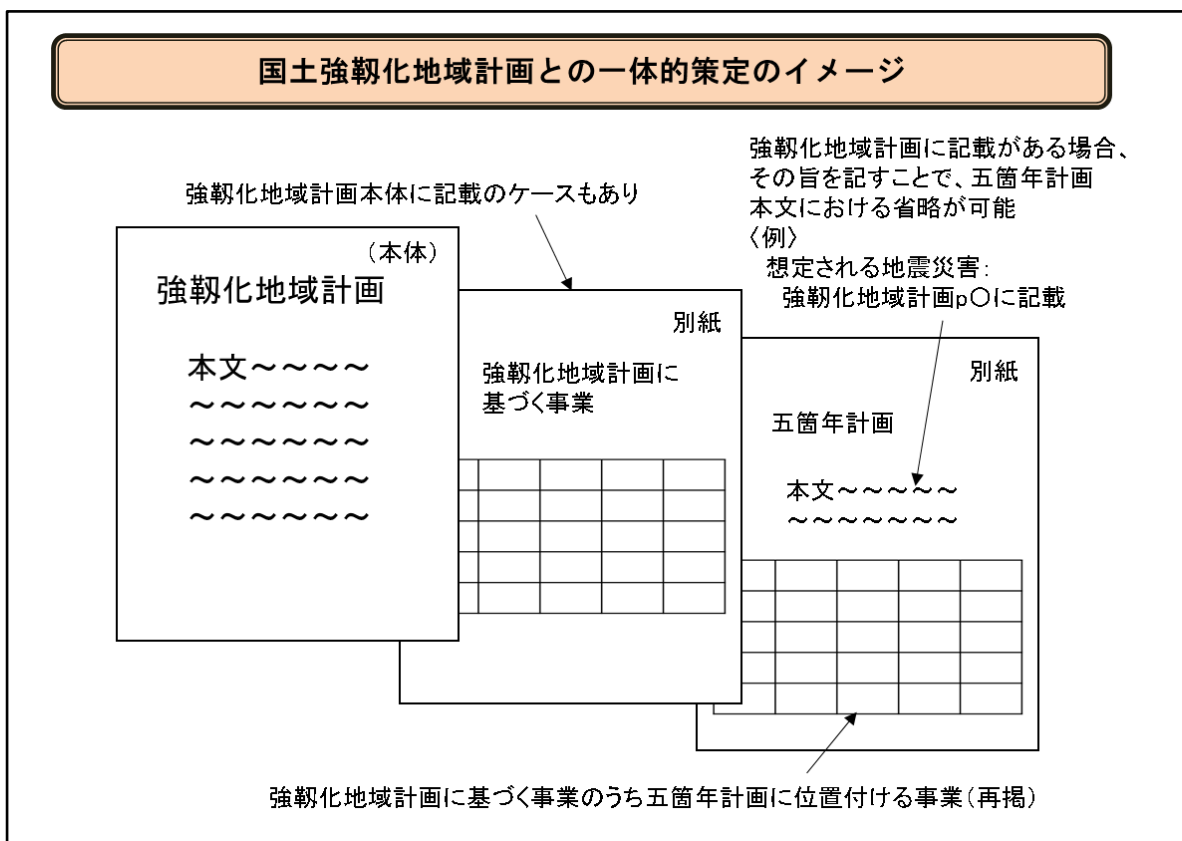 国土強靱化地域計画との一体的策定のイメージ
強靱化地域計画に記載がある場合、
その旨を記すことで、五箇年計画
本文における省略が可能
〈例〉
想定される地震災害：
強靱化地域計画p○に記載
強靱化地域計画本体に記載のケースもあり
（本体）
強靱化地域計画
本文～～～～
～～～～～～
～～～～～～
～～～～～～
～～～～～～
別紙
強靱化地域計画に
基づく事業
別紙
五箇年計画
本文～～～～～
～～～～～～～
強靱化地域計画に基づく事業のうち五箇年計画に位置付ける事業（再掲）